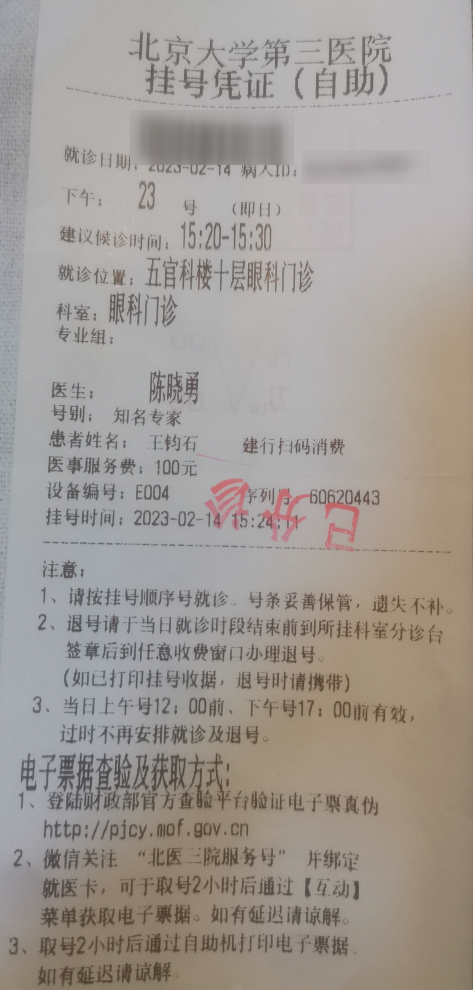 北京大学第三医院
挂号凭证（自助）
就诊日期: 2023-02-14 病人ID:
下午: 23 号 （即日）
建议候诊时间: 15:20-15:30
就诊位置: 五官科楼十层眼科门诊
科室: 眼科门诊
专业组:
医生: 陈晓勇
号别: 知名专家
患者姓名: 王钧石 建行扫码消费
医事服务费: 100元
设备编号: E004 序列号 60620443
挂号时间: 2023-02-14 15:24:11
已分诊
注意:
1、请按挂号顺序号就诊。号条妥善保管，遗失不补。
2、退号请于当日就诊时段结束前到所挂科室分诊台
签章后到任意收费窗口办理退号。
(如已打印挂号收据，退号时请携带)
3、当日上午号12：00前、下午号17：00前有效，
过时不再安排就诊及退号。
电子票据查验及获取方式:
1、登陆财政部官方查验平台验证电子票真伪
http://pjcy.mof.gov.cn
2、微信关注 “北医三院服务号” 并绑定
就医卡，可于取号2小时后通过【互动】
菜单获取电子票据。如有延迟请谅解。
3、取号2小时后通过自助机打印电子票据。
如有延迟请谅解。